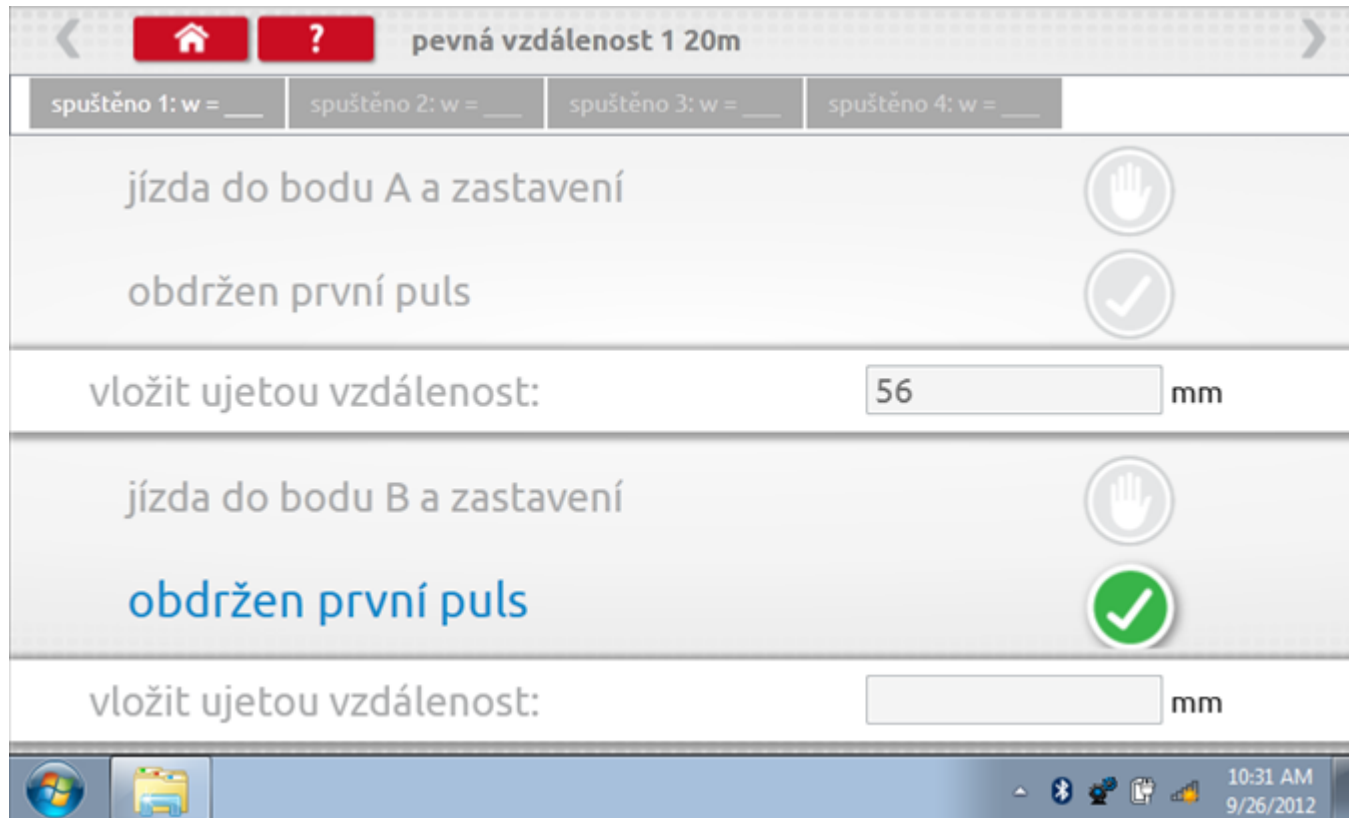 ? pevná vzdálenost 1 20m
spuštěno 1: w = ___ spuštěno 2: w = ___ spuštěno 3: w = ___ spuštěno 4: w = ___
jízda do bodu A a zastavení
obdržen první puls
vložit ujetou vzdálenost: 56 mm
jízda do bodu B a zastavení
obdržen první puls
vložit ujetou vzdálenost: mm
10:31 AM
9/26/2012